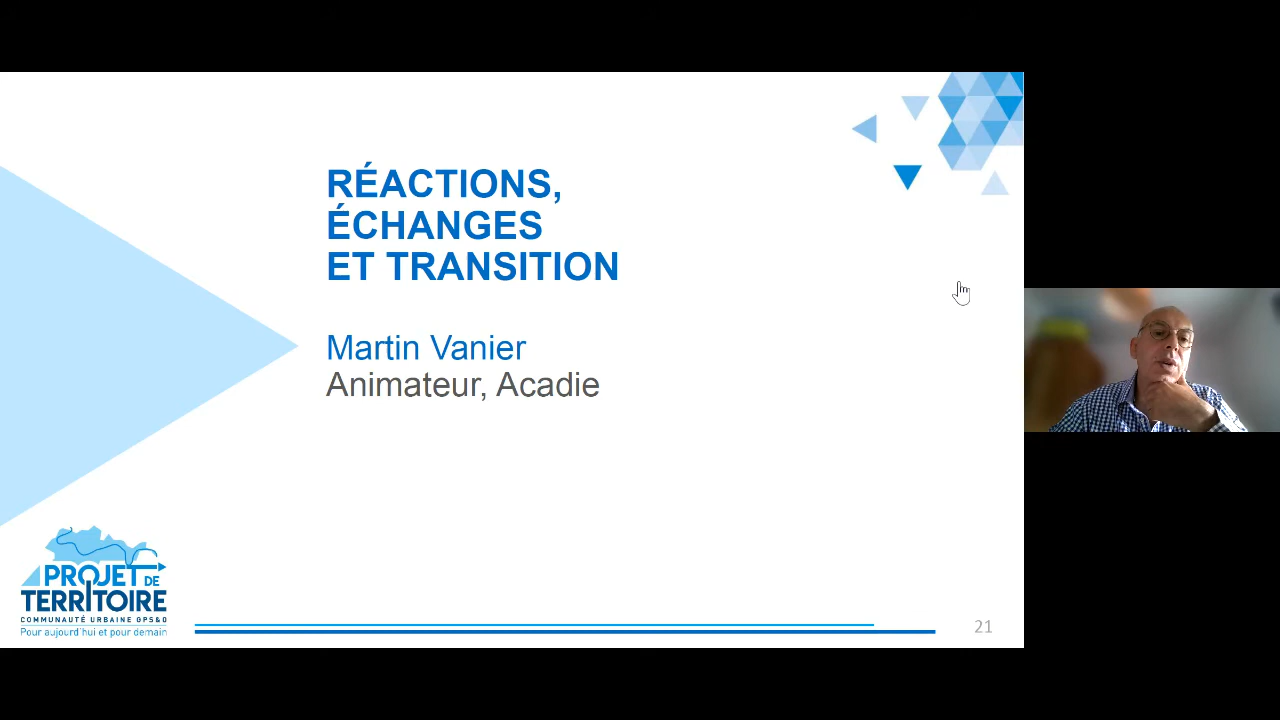 RÉACTIONS,
ÉCHANGES
ET TRANSITION
Martin Vanier
Animateur, Acadie
PROJET DE
TERRITOIRE
COMMUNAUTÉ URBAINE GPS&O
Pour aujourd'hui et pour demain
21